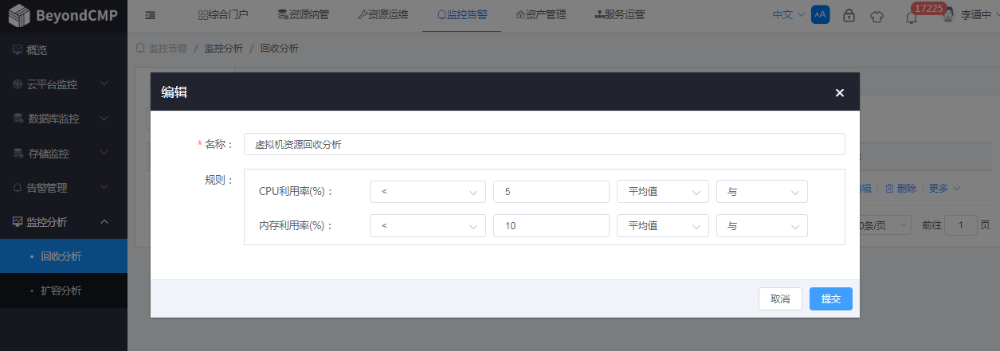 BeyondCMP
综合门户 资源纳管 资源运维 监控告警 资产管理 服务运营 中文 AA 17225 李道中
概览
云平台监控
数据库监控
存储监控
告警管理
监控分析
回收分析
扩容分析
监控告警 / 监控分析 / 回收分析
编辑
* 名称： 虚拟机资源回收分析
规则：
CPU利用率(%)： < 5 平均值 与
内存利用率(%)： < 10 平均值 与
辑 删除 更多
0条/页 前往 1 页
取消 提交